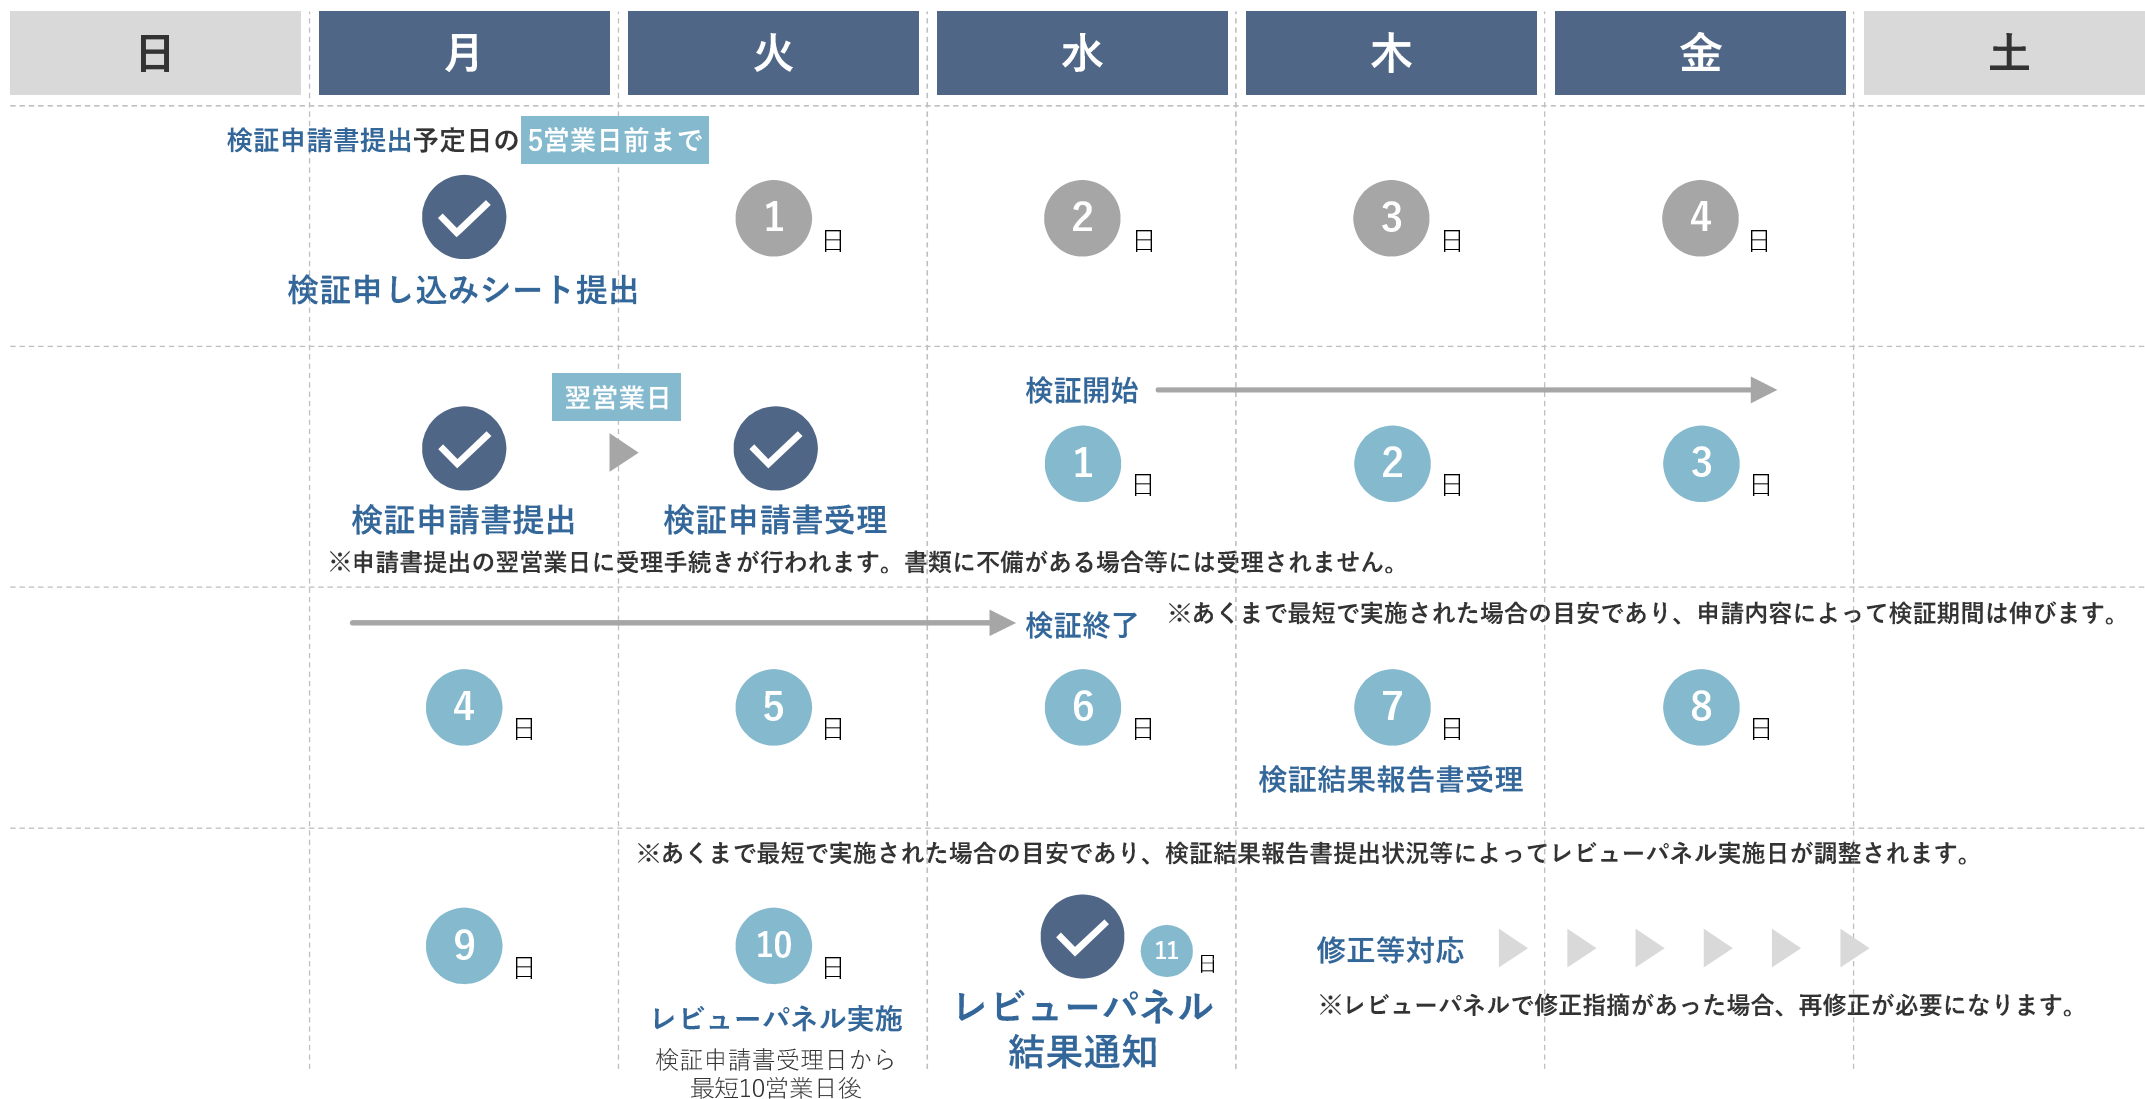 日 月 火 水 木 金 土
検証申請書提出予定日の 5営業日前まで
1日 2日 3日 4日
検証申し込みシート提出
翌営業日
検証開始
1日 2日 3日
検証申請書提出 検証申請書受理
※申請書提出の翌営業日に受理手続きが行われます。書類に不備がある場合等には受理されません。
検証終了 ※あくまで最短で実施された場合の目安であり、申請内容によって検証期間は伸びます。
4日 5日 6日 7日 8日
検証結果報告書受理
※あくまで最短で実施された場合の目安であり、検証結果報告書提出状況等によってレビューパネル実施日が調整されます。
9日 10日 11日 修正等対応
レビューパネル実施
検証申請書受理日から
最短10営業日後
レビューパネル
結果通知
※レビューパネルで修正指摘があった場合、再修正が必要になります。